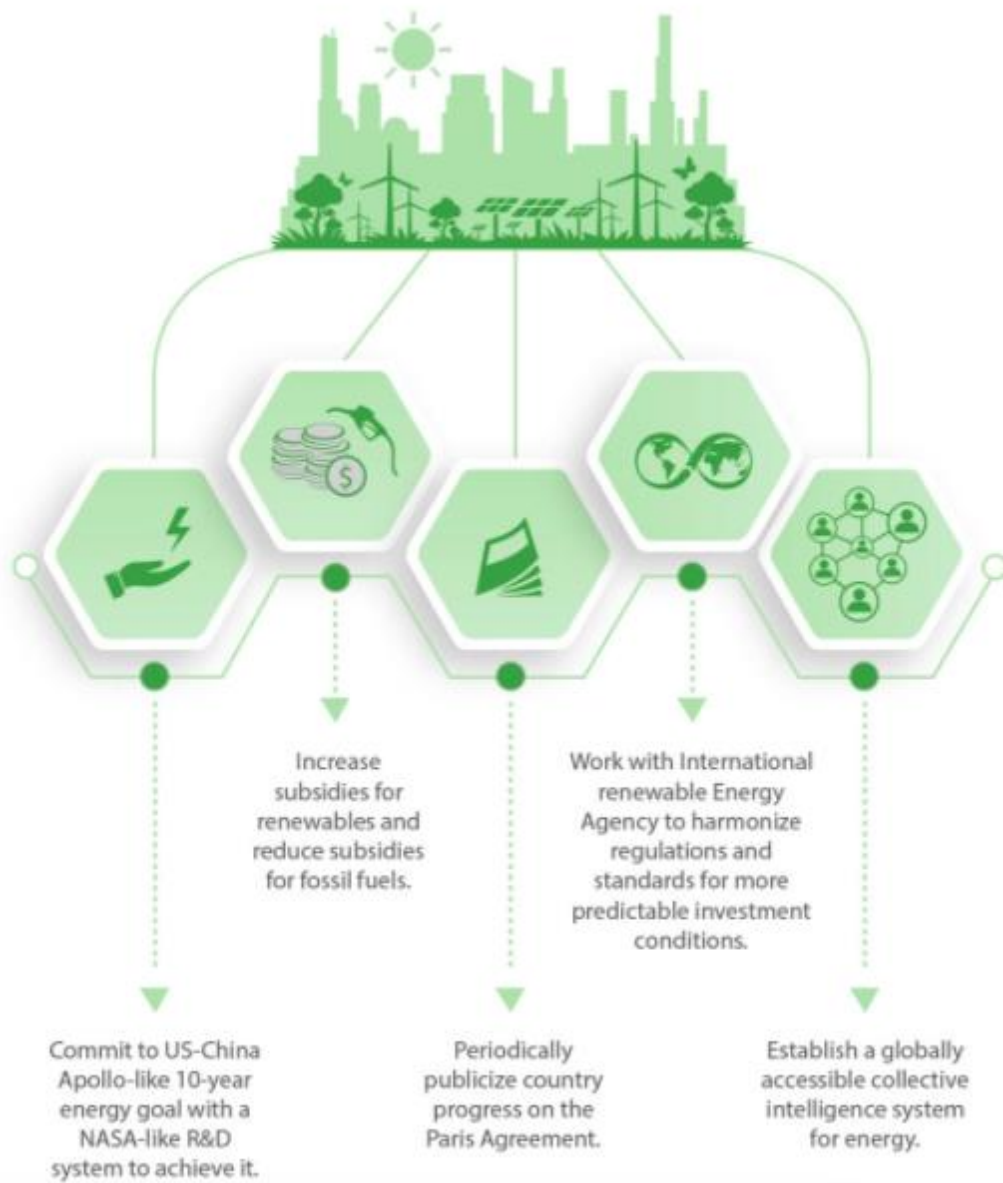 $
Increase
subsidies for
renewables and
reduce subsidies
for fossil fuels.
Work with International
renewable Energy
Agency to harmonize
regulations and
standards for more
predictable investment
conditions.
Commit to US-China
Apollo-like 10-year
energy goal with a
NASA-like R&D
system to achieve it.
Periodically
publicize country
progress on the
Paris Agreement.
Establish a globally
accessible collective
intelligence system
for energy.